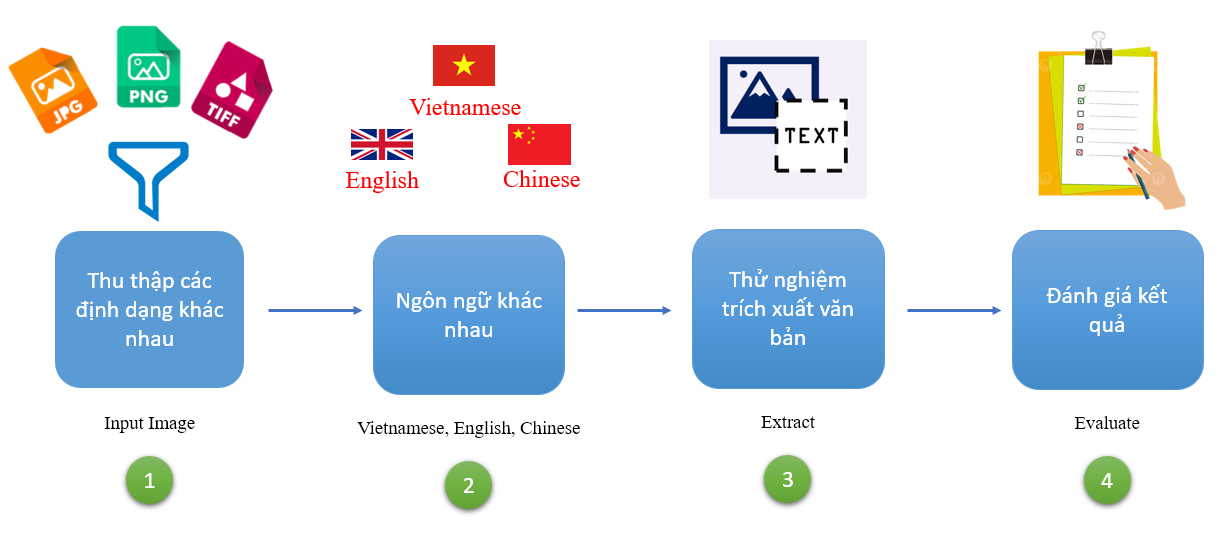 JPG
PNG
TIFF
Vietnamese
English
Chinese
TEXT
Thu thập các
định dạng khác
nhau
Ngôn ngữ khác
nhau
Thử nghiệm
trích xuất văn
bản
Đánh giá kết
quả
Input Image
Vietnamese, English, Chinese
Extract
Evaluate
1
2
3
4